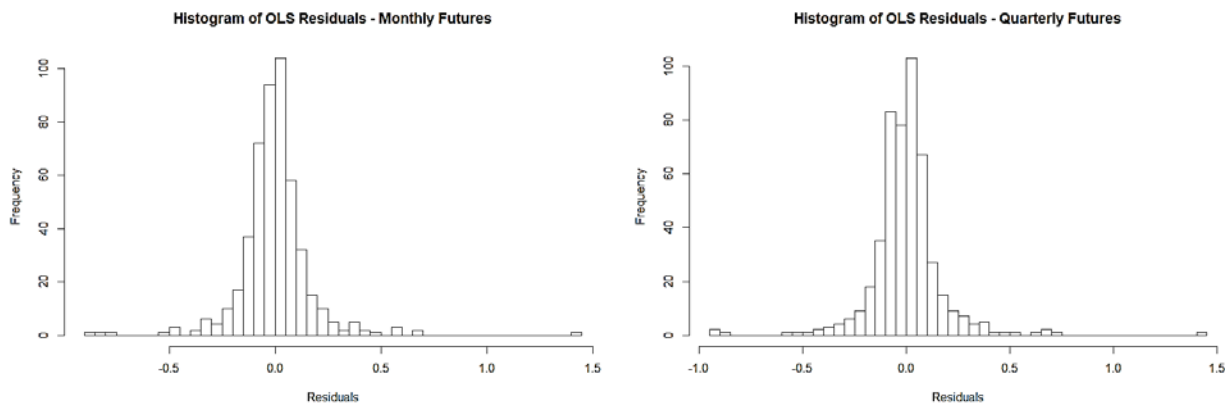 Histogram of OLS Residuals - Monthly Futures
Frequency
100
80
60
40
20
0
-0.5 0.0 0.5 1.0 1.5
Residuals
Histogram of OLS Residuals - Quarterly Futures
Frequency
100
80
60
40
20
0
-1.0 -0.5 0.0 0.5 1.0 1.5
Residuals